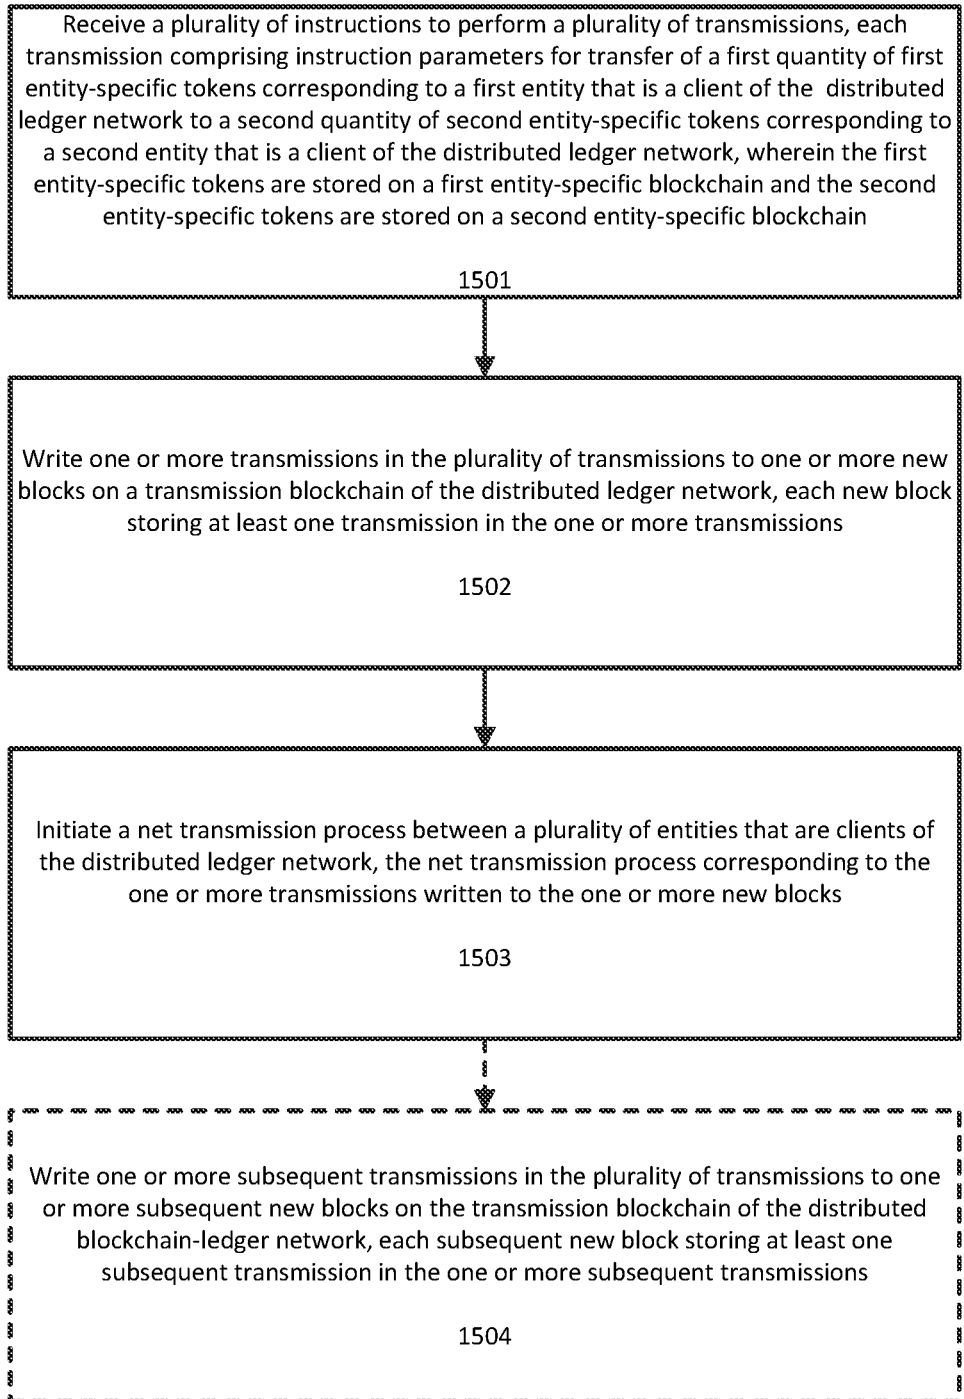 Receive a plurality of instructions to perform a plurality of transmissions, each
transmission comprising instruction parameters for transfer of a first quantity of first
entity-specific tokens corresponding to a first entity that is a client of the  distributed
ledger network to a second quantity of second entity-specific tokens corresponding to
a second entity that is a client of the distributed ledger network, wherein the first
entity-specific tokens are stored on a first entity-specific blockchain and the second
entity-specific tokens are stored on a second entity-specific blockchain
1501
Write one or more transmissions in the plurality of transmissions to one or more new
blocks on a transmission blockchain of the distributed ledger network, each new block
storing at least one transmission in the one or more transmissions
1502
Initiate a net transmission process between a plurality of entities that are clients of
the distributed ledger network, the net transmission process corresponding to the
one or more transmissions written to the one or more new blocks
1503
Write one or more subsequent transmissions in the plurality of transmissions to one
or more subsequent new blocks on the transmission blockchain of the distributed
blockchain-ledger network, each subsequent new block storing at least one
subsequent transmission in the one or more subsequent transmissions
1504